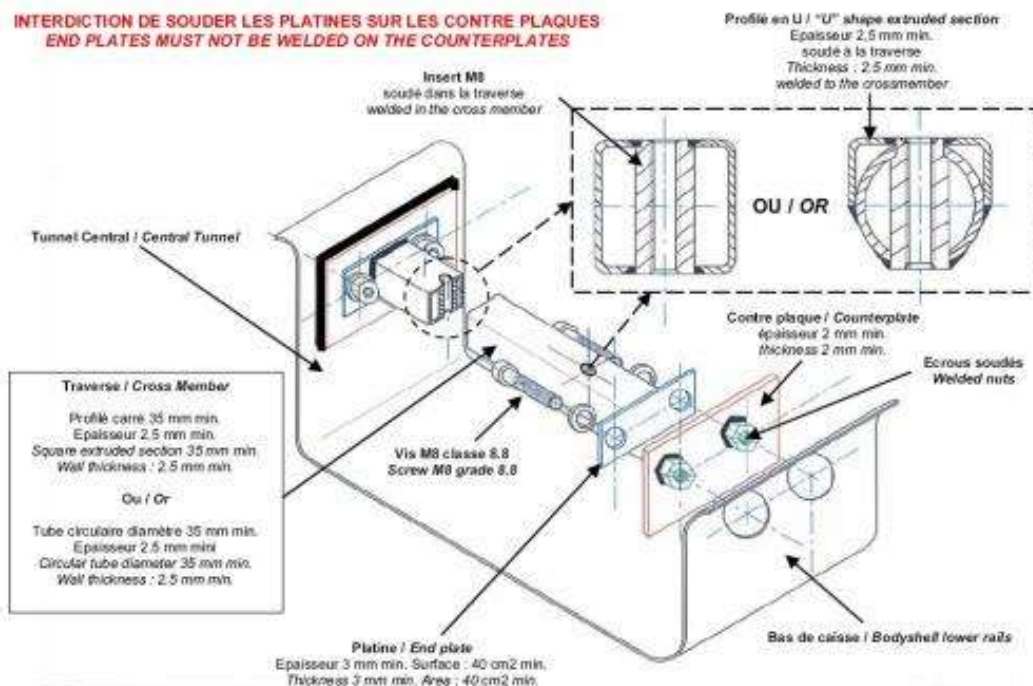 INTERDICTION DE SOUDER LES PLATINES SUR LES CONTRE PLAQUES
END PLATES MUST NOT BE WELDED ON THE COUNTERPLATES
Profilé en U / "U" shape extruded section
Epaisseur 2,5 mm min.
soudé à la traverse
Thickness : 2,5 mm min.
welded to the crossmember
Insert M8
soudé dans la traverse
welded in the cross member
OU / OR
Tunnel Central / Central Tunnel
Contre plaque / Counterplate
épaisseur 2 mm min.
thickness 2 mm min.
Ecrous soudés
Welded nuts
Traverse / Cross Member
Profilé carré 35 mm min.
Epaisseur 2,5 mm min.
Square extruded section 35 mm min.
Wall thickness : 2.5 mm min.
Ou / Or
Tube circulaire diamètre 35 mm min.
Epaisseur 2,5 mm mini
Circular tube diameter 35 mm min.
Wall thickness : 2.5 mm min.
Vis M8 classe 8.8
Screw M8 grade 8.8
Platine / End plate
Epaisseur 3 mm min. Surface : 40 cm2 min.
Thickness 3 mm min. Area : 40 cm2 min.
Bas de caisse / Bodyshell lower rails